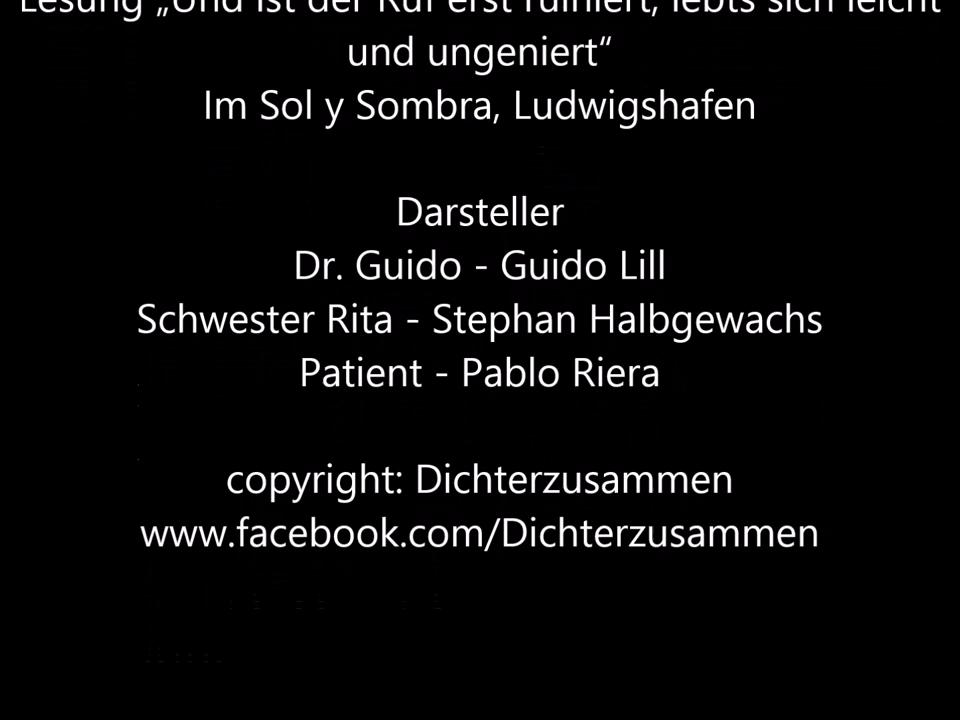 Lesung „Und ist der Ruf erst ruiniert, lebts sich leicht
und ungeniert“
Im Sol y Sombra, Ludwigshafen
Darsteller
Dr. Guido - Guido Lill
Schwester Rita - Stephan Halbgewachs
Patient - Pablo Riera
copyright: Dichterzusammen
www.facebook.com/Dichterzusammen